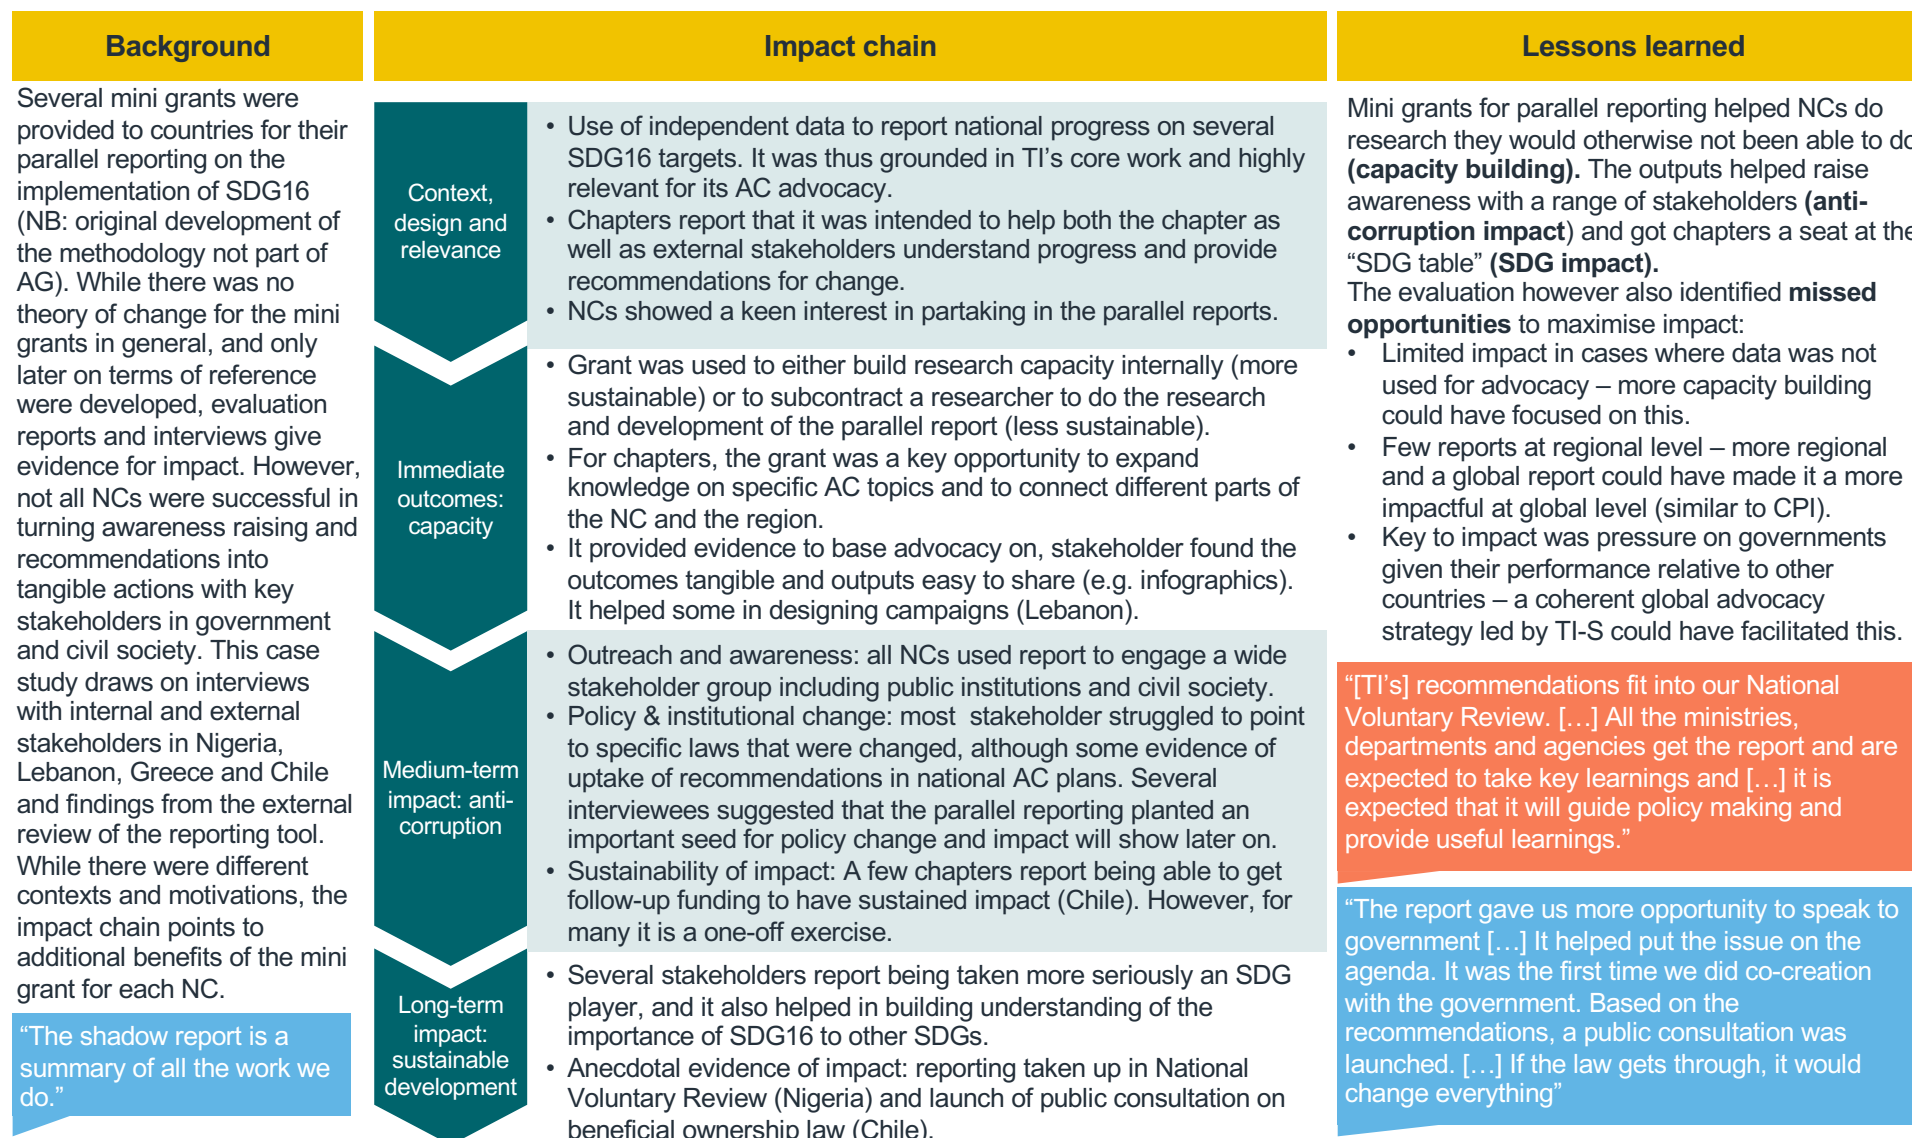 Background
Several mini grants were
provided to countries for their
parallel reporting on the
implementation of SDG16
(NB: original development of
the methodology not part of
AG). While there was no
theory of change for the mini
grants in general, and only
later on terms of reference
were developed, evaluation
reports and interviews give
evidence for impact. However,
not all NCs were successful in
turning awareness raising and
recommendations into
tangible actions with key
stakeholders in government
and civil society. This case
study draws on interviews
with internal and external
stakeholders in Nigeria,
Lebanon, Greece and Chile
and findings from the external
review of the reporting tool.
While there were different
contexts and motivations, the
impact chain points to
additional benefits of the mini
grant for each NC.
“The shadow report is a
summary of all the work we
do.”
Impact chain
Context,
design and
relevance
• Use of independent data to report national progress on several
SDG16 targets. It was thus grounded in TI’s core work and highly
relevant for its AC advocacy.
• Chapters report that it was intended to help both the chapter as
well as external stakeholders understand progress and provide
recommendations for change.
• NCs showed a keen interest in partaking in the parallel reports.
Immediate
outcomes:
capacity
• Grant was used to either build research capacity internally (more
sustainable) or to subcontract a researcher to do the research
and development of the parallel report (less sustainable).
• For chapters, the grant was a key opportunity to expand
knowledge on specific AC topics and to connect different parts of
the NC and the region.
• It provided evidence to base advocacy on, stakeholder found the
outcomes tangible and outputs easy to share (e.g. infographics).
It helped some in designing campaigns (Lebanon).
Medium-term
impact: anti-
corruption
• Outreach and awareness: all NCs used report to engage a wide
stakeholder group including public institutions and civil society.
• Policy & institutional change: most  stakeholder struggled to point
to specific laws that were changed, although some evidence of
uptake of recommendations in national AC plans. Several
interviewees suggested that the parallel reporting planted an
important seed for policy change and impact will show later on.
• Sustainability of impact: A few chapters report being able to get
follow-up funding to have sustained impact (Chile). However, for
many it is a one-off exercise.
Long-term
impact:
sustainable
development
• Several stakeholders report being taken more seriously an SDG
player, and it also helped in building understanding of the
importance of SDG16 to other SDGs.
• Anecdotal evidence of impact: reporting taken up in National
Voluntary Review (Nigeria) and launch of public consultation on
beneficial ownership law (Chile).
Lessons learned
Mini grants for parallel reporting helped NCs do
research they would otherwise not been able to do
(capacity building). The outputs helped raise
awareness with a range of stakeholders (anti-
corruption impact) and got chapters a seat at the
“SDG table” (SDG impact).
The evaluation however also identified missed
opportunities to maximise impact:
• Limited impact in cases where data was not
used for advocacy – more capacity building
could have focused on this.
• Few reports at regional level – more regional
and a global report could have made it a more
impactful at global level (similar to CPI).
• Key to impact was pressure on governments
given their performance relative to other
countries – a coherent global advocacy
strategy led by TI-S could have facilitated this.
“[TI’s] recommendations fit into our National
Voluntary Review. […] All the ministries,
departments and agencies get the report and are
expected to take key learnings and […] it is
expected that it will guide policy making and
provide useful learnings.”
“The report gave us more opportunity to speak to
government […] It helped put the issue on the
agenda. It was the first time we did co-creation
with the government. Based on the
recommendations, a public consultation was
launched. […] If the law gets through, it would
change everything”